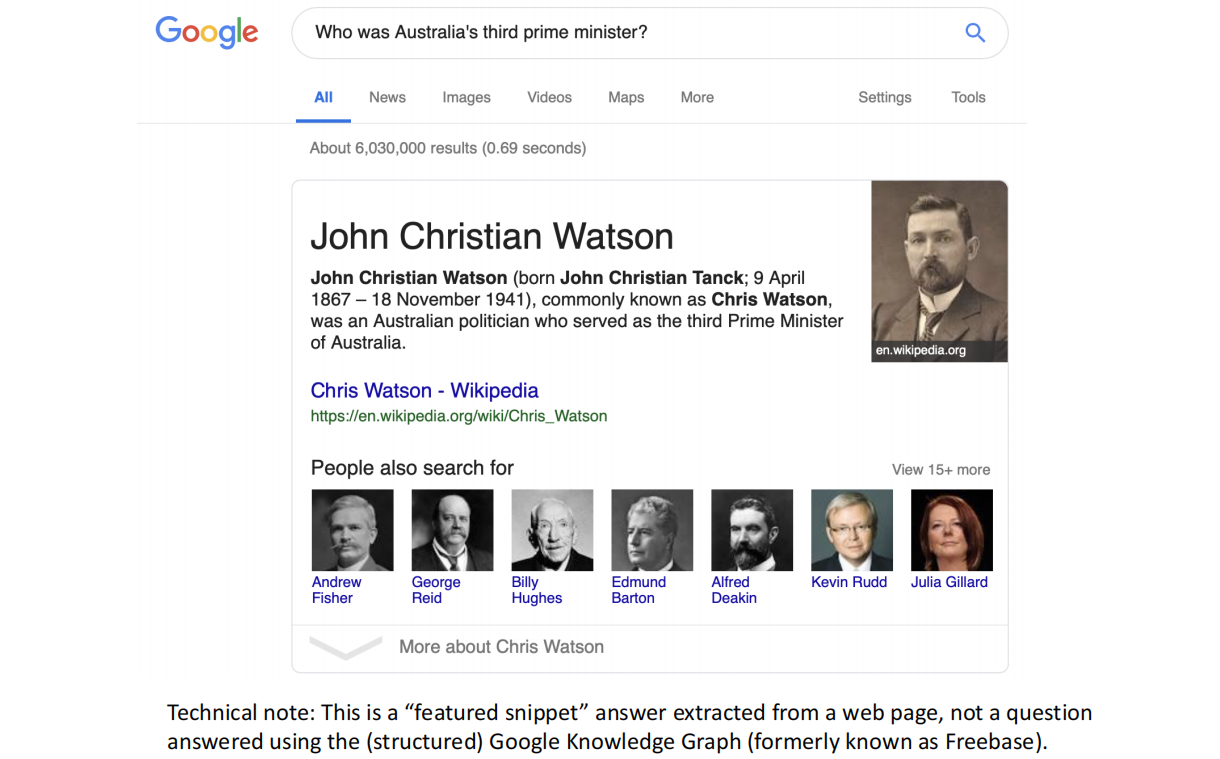 Google
Who was Australia's third prime minister?
All News Images Videos Maps More Settings Tools
About 6,030,000 results (0.69 seconds)
John Christian Watson
John Christian Watson (born John Christian Tanck; 9 April
1867 – 18 November 1941), commonly known as Chris Watson,
was an Australian politician who served as the third Prime Minister
of Australia.
en.wikipedia.org
Chris Watson - Wikipedia
https://en.wikipedia.org/wiki/Chris_Watson
People also search for
View 15+ more
Andrew
Fisher
George
Reid
Billy
Hughes
Edmund
Barton
Alfred
Deakin
Kevin Rudd
Julia Gillard
More about Chris Watson
Technical note: This is a “featured snippet” answer extracted from a web page, not a question
answered using the (structured) Google Knowledge Graph (formerly known as Freebase).